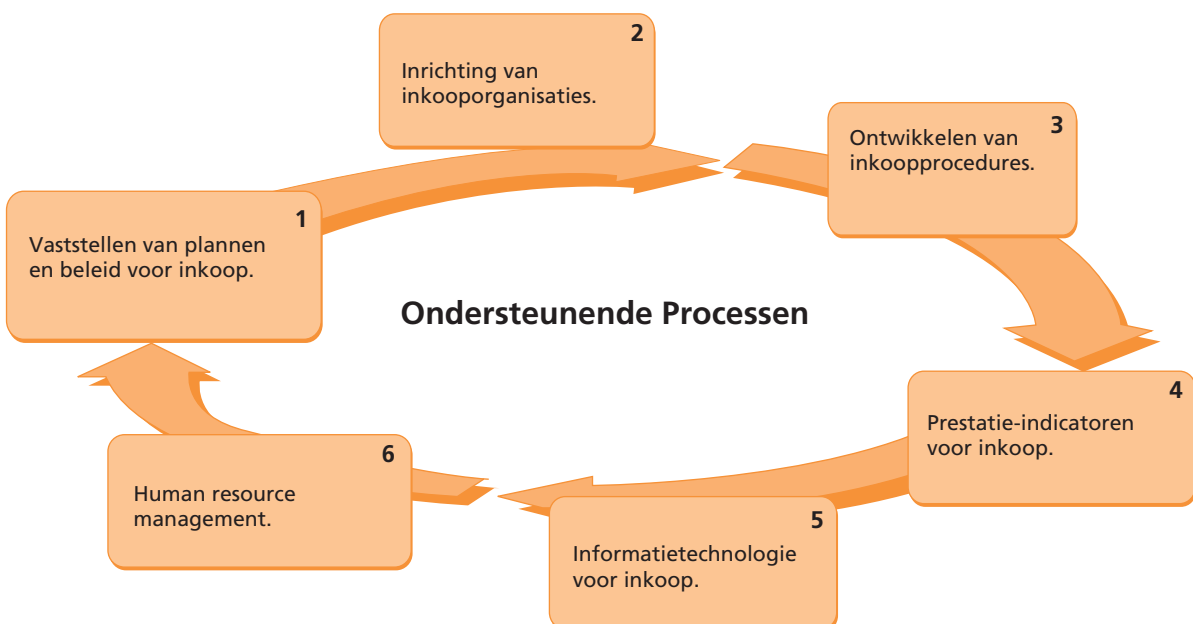 1
Vaststellen van plannen
en beleid voor inkoop.
2
Inrichting van
inkooporganisaties.
3
Ontwikkelen van
inkoopprocedures.
Ondersteunende Processen
4
Prestatie-indicatoren
voor inkoop.
5
Informatietechnologie
voor inkoop.
6
Human resource
management.